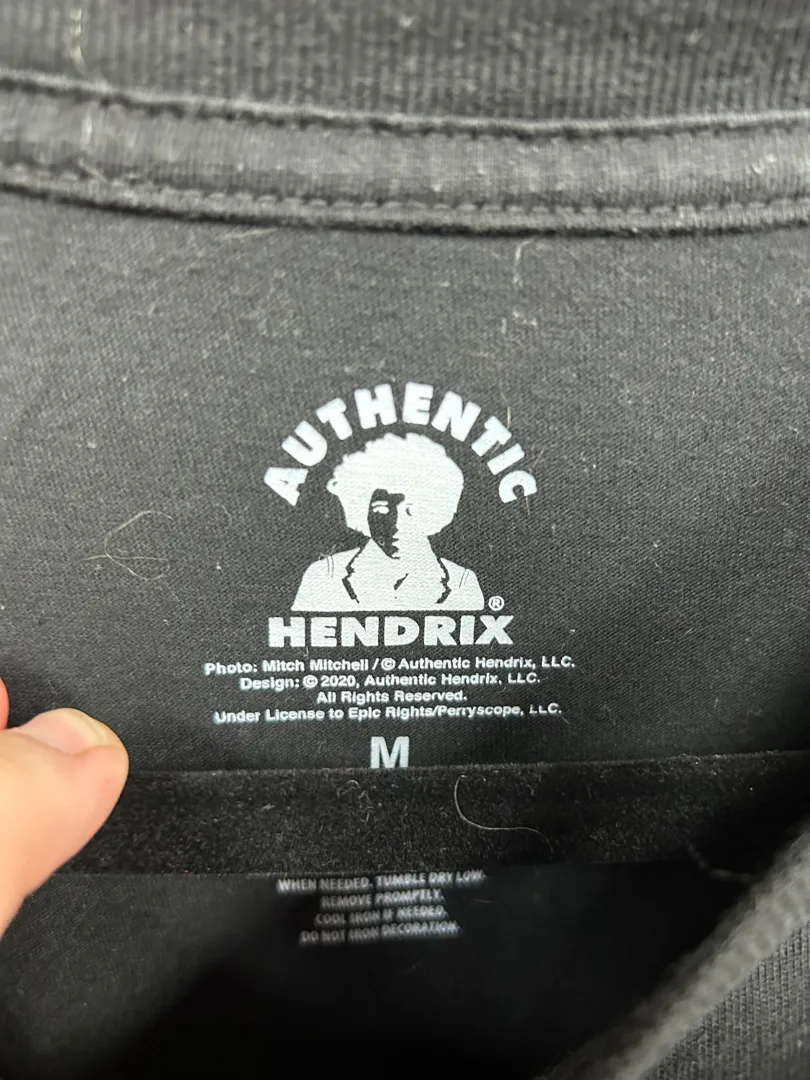 AUTHENTIC
®
HENDRIX
Photo: Mitch Mitchell / © Authentic Hendrix, LLC.
Design: © 2020, Authentic Hendrix, LLC.
All Rights Reserved.
Under License to Epic Rights/Perryscope, LLC.
M
WHEN NEEDED, TUMBLE DRY LOW.
REMOVE PROMPTLY.
COOL IRON IF NEEDED.
DO NOT IRON DECORATION.